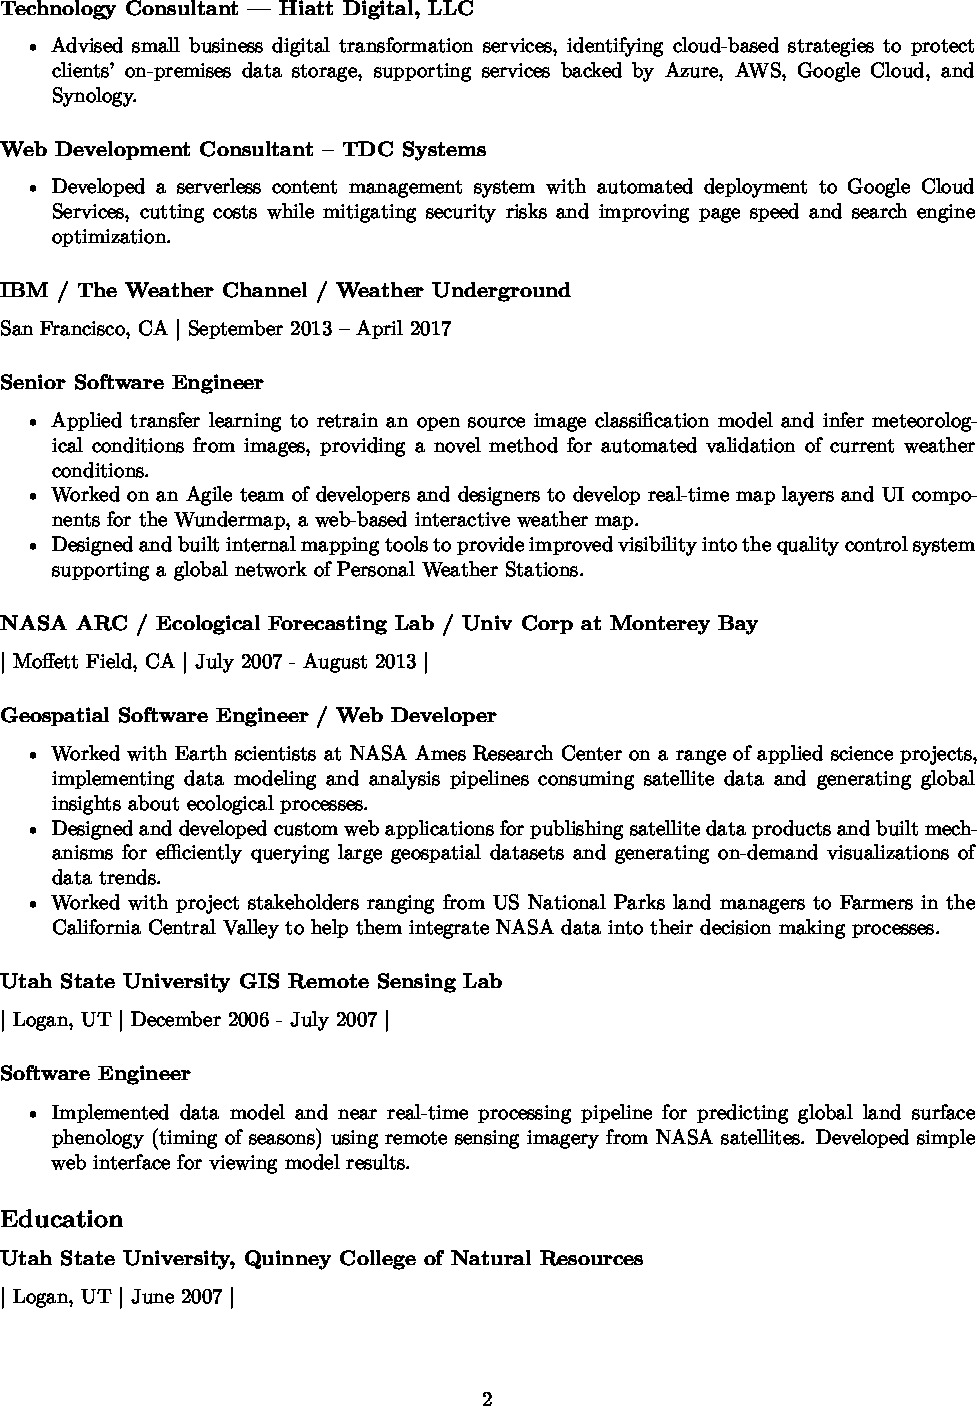 Technology Consultant — Hiatt Digital, LLC
• Advised small business digital transformation services, identifying cloud-based strategies to protect
clients' on-premises data storage, supporting services backed by Azure, AWS, Google Cloud, and
Synology.
Web Development Consultant – TDC Systems
• Developed a serverless content management system with automated deployment to Google Cloud
Services, cutting costs while mitigating security risks and improving page speed and search engine
optimization.
IBM / The Weather Channel / Weather Underground
San Francisco, CA | September 2013 – April 2017
Senior Software Engineer
• Applied transfer learning to retrain an open source image classification model and infer meteorolog-
ical conditions from images, providing a novel method for automated validation of current weather
conditions.
• Worked on an Agile team of developers and designers to develop real-time map layers and UI compo-
nents for the Wundermap, a web-based interactive weather map.
• Designed and built internal mapping tools to provide improved visibility into the quality control system
supporting a global network of Personal Weather Stations.
NASA ARC / Ecological Forecasting Lab / Univ Corp at Monterey Bay
| Moffett Field, CA | July 2007 - August 2013 |
Geospatial Software Engineer / Web Developer
• Worked with Earth scientists at NASA Ames Research Center on a range of applied science projects,
implementing data modeling and analysis pipelines consuming satellite data and generating global
insights about ecological processes.
• Designed and developed custom web applications for publishing satellite data products and built mech-
anisms for efficiently querying large geospatial datasets and generating on-demand visualizations of
data trends.
• Worked with project stakeholders ranging from US National Parks land managers to Farmers in the
California Central Valley to help them integrate NASA data into their decision making processes.
Utah State University GIS Remote Sensing Lab
| Logan, UT | December 2006 - July 2007 |
Software Engineer
• Implemented data model and near real-time processing pipeline for predicting global land surface
phenology (timing of seasons) using remote sensing imagery from NASA satellites. Developed simple
web interface for viewing model results.
Education
Utah State University, Quinney College of Natural Resources
| Logan, UT | June 2007 |
2